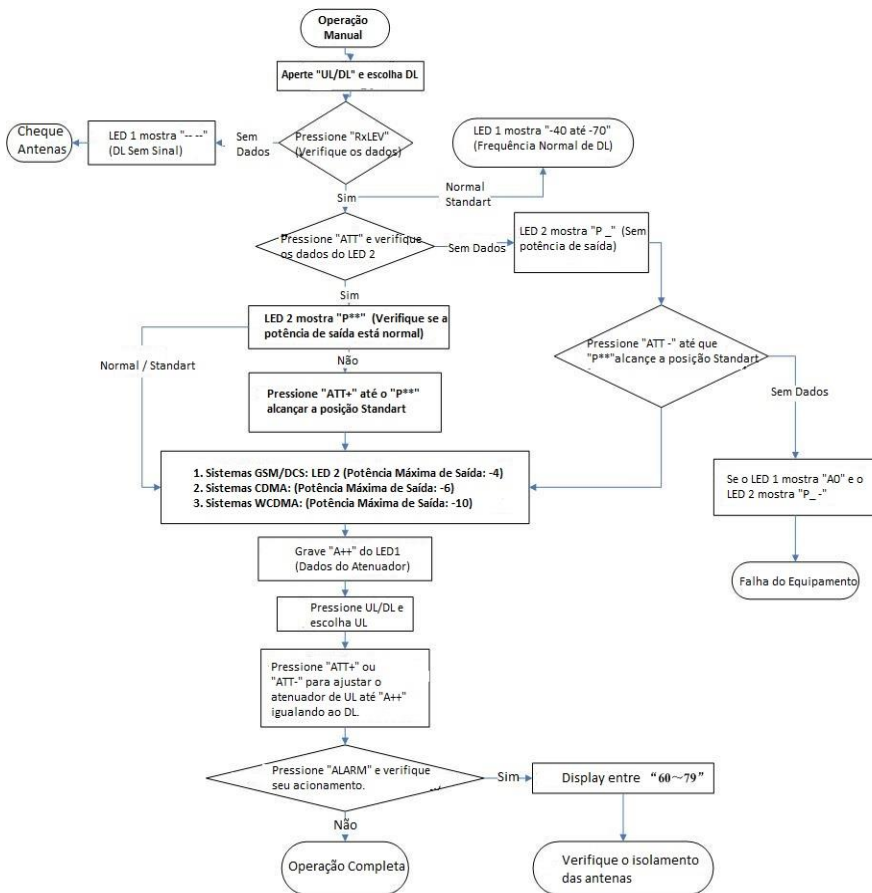 Operação
Manual
Aperte "UL/DL" e escolha DL
Pressione "RxLEV"
(Verifique os dados)
Sem
Dados
LED 1 mostra "-- --"
(DL Sem Sinal)
Cheque
Antenas
LED 1 mostra "-40 até -70"
(Frequência Normal de DL)
Normal
Standart
Sim
Pressione "ATT" e verifique
os dados do LED 2
Sem Dados
LED 2 mostra "P _" (Sem
potência de saída)
Sim
LED 2 mostra "P**" (Verifique se a
potência de saída está normal)
Normal / Standart
Não
Pressione "ATT+" até o "P**"
alcançar a posição Standart
Pressione "ATT -" até que
"P**"alcançe a posição Standart
Sem Dados
Se o LED 1 mostra "A0" e o
LED 2 mostra "P_ -"
Falha do Equipamento
1. Sistemas GSM/DCS: LED 2 (Potência Máxima de Saída: -4)
2. Sistemas CDMA: (Potência Máxima de Saída: -6)
3. Sistemas WCDMA: (Potência Máxima de Saída: -10)
Grave "A++" do LED1
(Dados do Atenuador)
Pressione UL/DL e
escolha UL
Pressione "ATT+" ou
"ATT-" para ajustar o
atenuador de UL até "A++"
igualando ao DL.
Pressione "ALARM" e verifique
seu acionamento.
Sim
Display entre “60～79”
Não
Operação Completa
Verifique o isolamento
das antenas